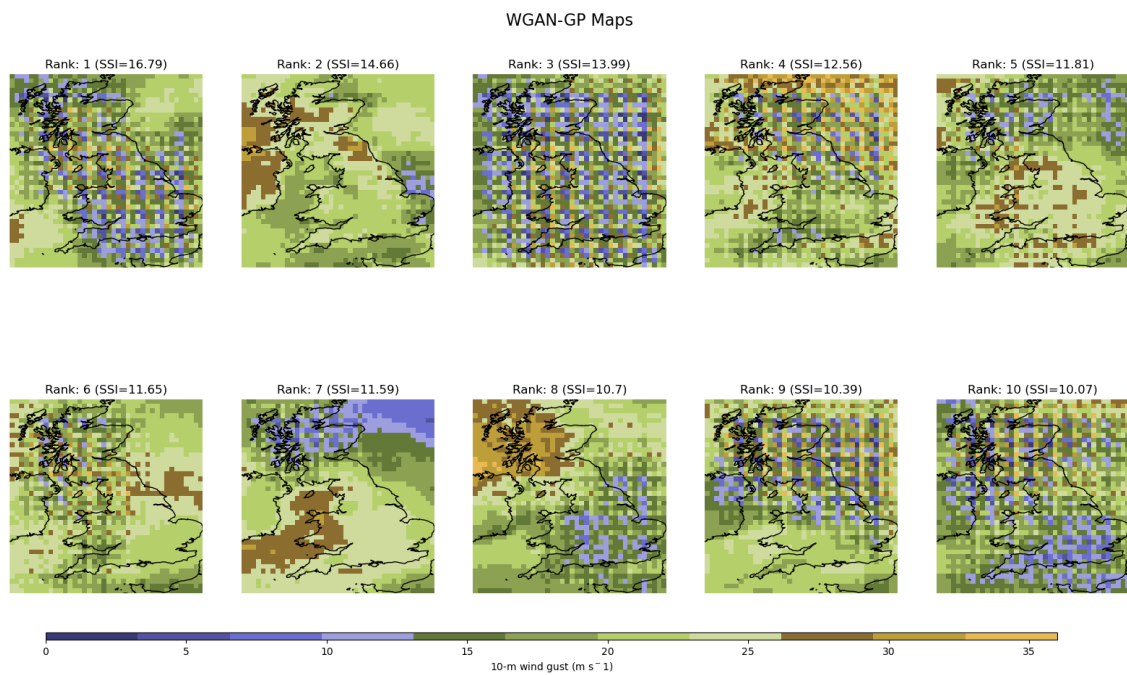 WGAN-GP Maps
Rank: 1 (SSI=16.79)
Rank: 2 (SSI=14.66)
Rank: 3 (SSI=13.99)
Rank: 4 (SSI=12.56)
Rank: 5 (SSI=11.81)
Rank: 6 (SSI=11.65)
Rank: 7 (SSI=11.59)
Rank: 8 (SSI=10.7)
Rank: 9 (SSI=10.39)
Rank: 10 (SSI=10.07)
0 5 10 15 20 25 30 35
10-m wind gust (m s⁻¹)